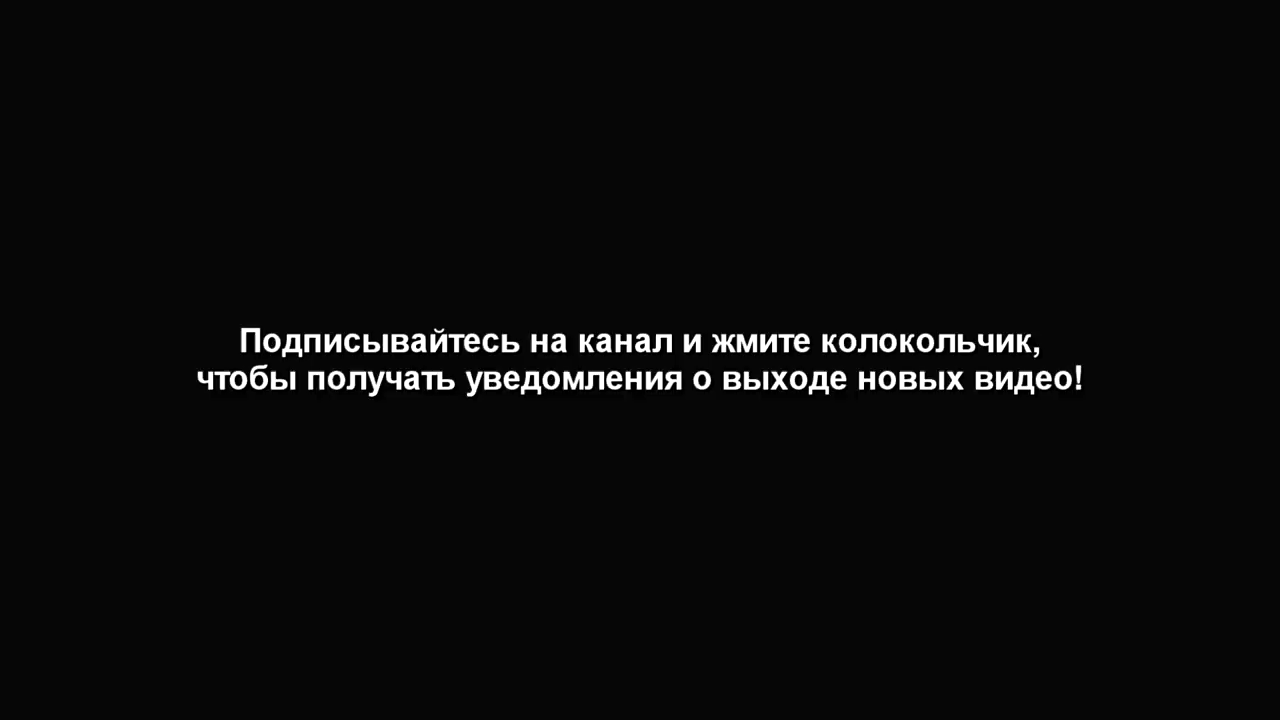 Подписывайтесь на канал и жмите колокольчик,
чтобы получать уведомления о выходе новых видео!